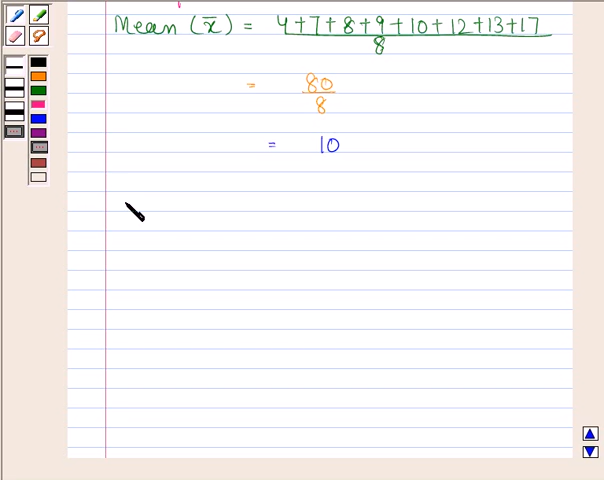 Mean (x̄) = 4+7+8+9+10+12+13+17
8
= 80
8
= 10